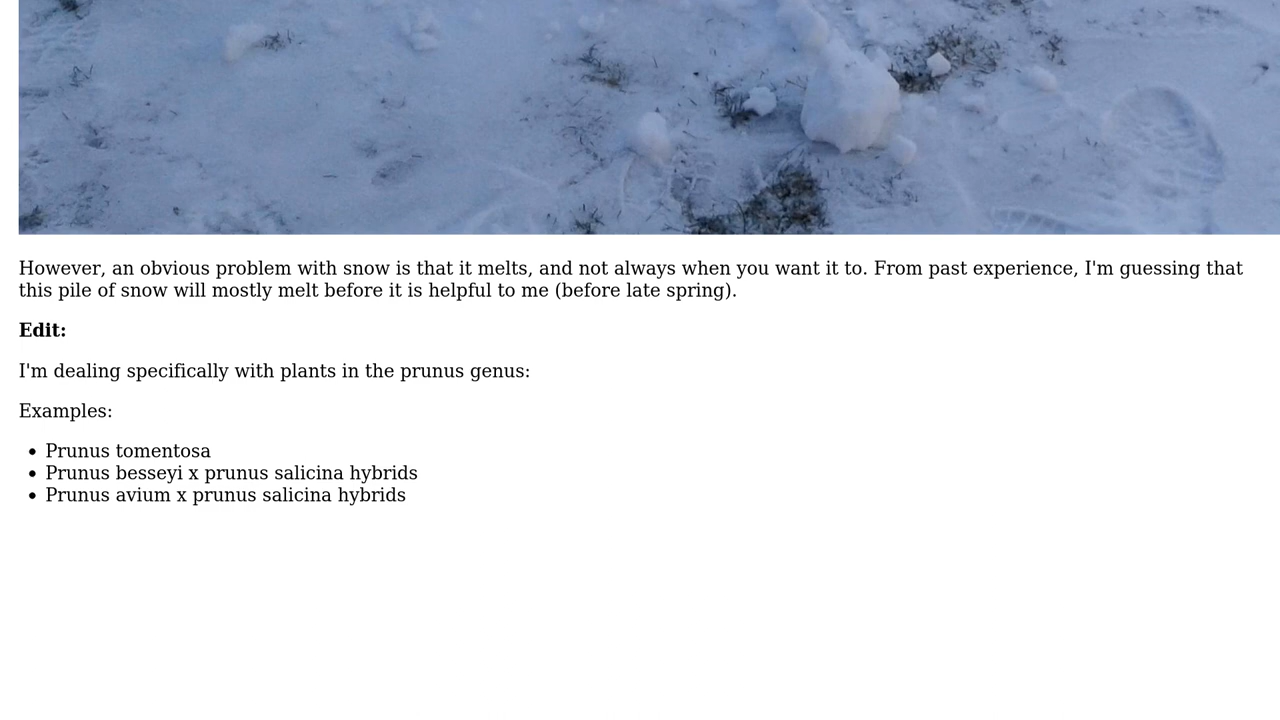 However, an obvious problem with snow is that it melts, and not always when you want it to. From past experience, I'm guessing that
this pile of snow will mostly melt before it is helpful to me (before late spring).
Edit:
I'm dealing specifically with plants in the prunus genus:
Examples:
• Prunus tomentosa
• Prunus besseyi x prunus salicina hybrids
• Prunus avium x prunus salicina hybrids